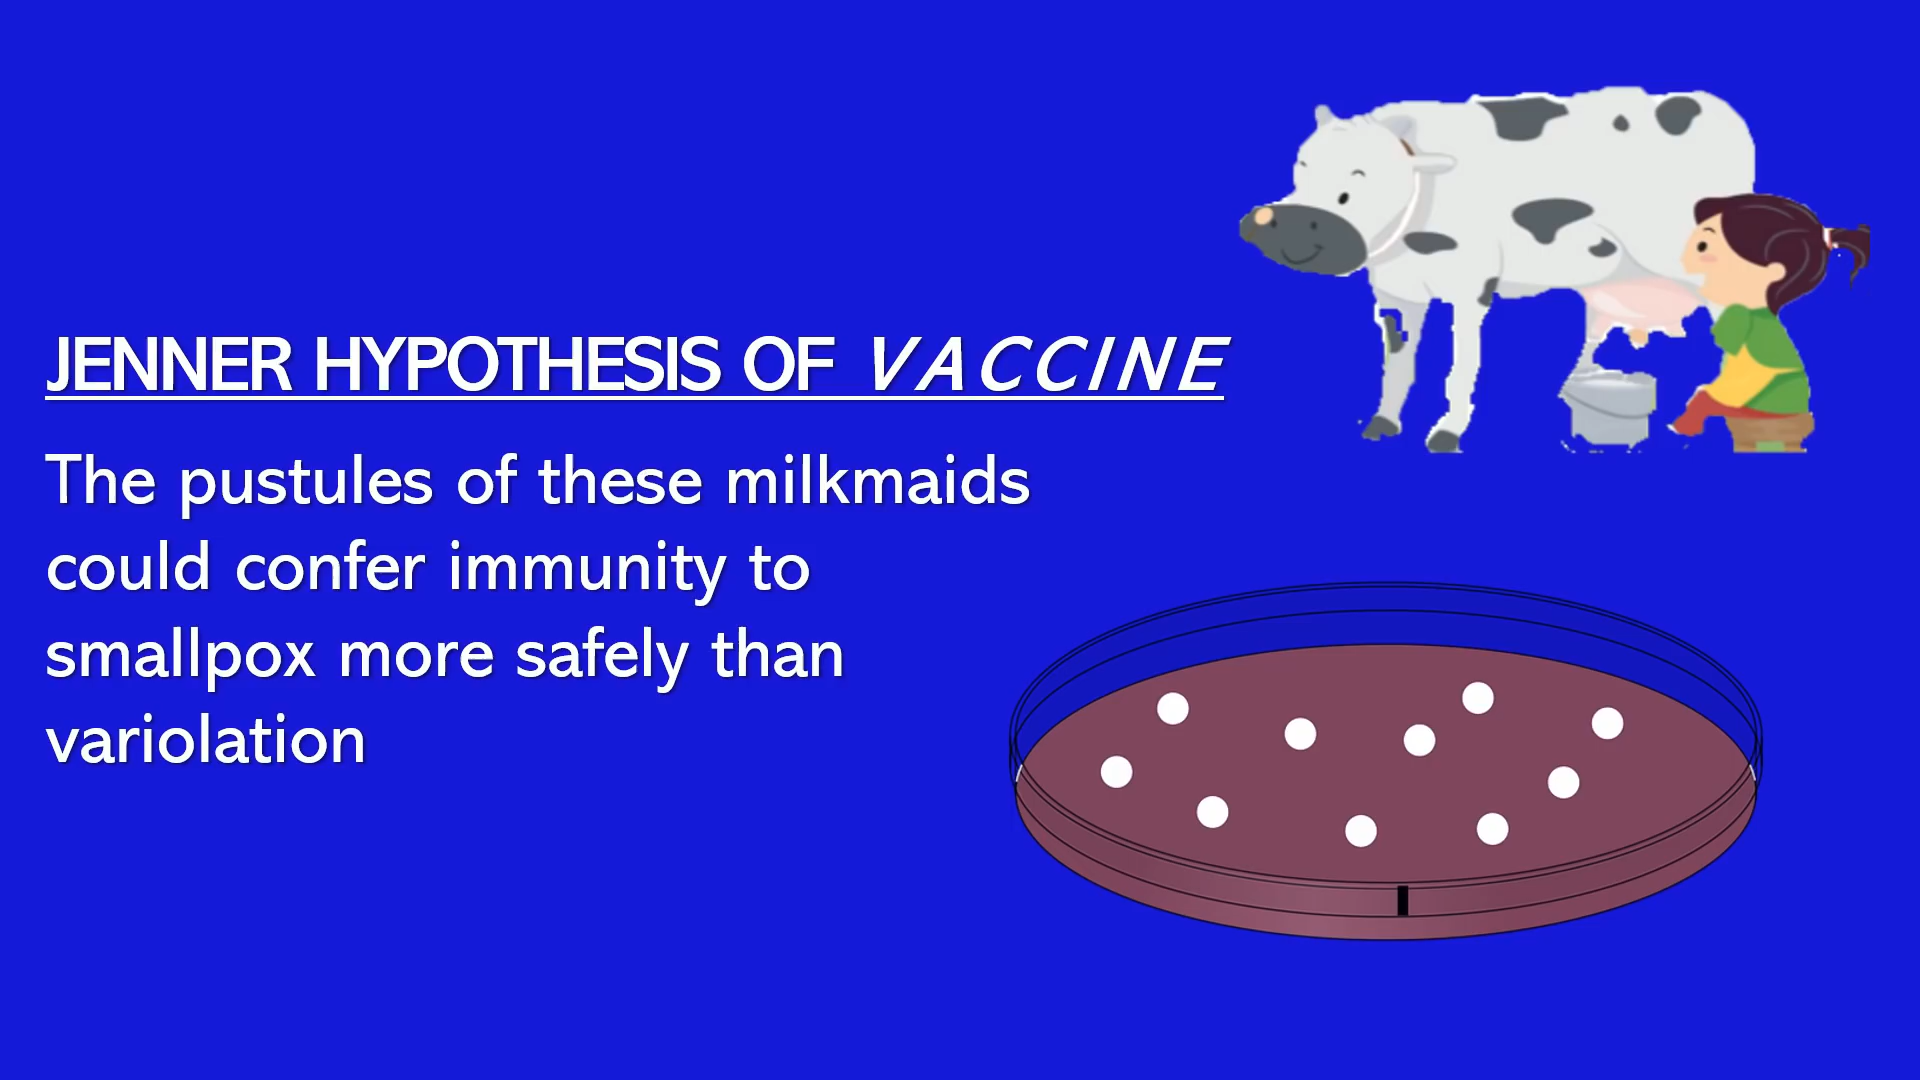 JENNER HYPOTHESIS OF VACCINE
The pustules of these milkmaids
could confer immunity to
smallpox more safely than
variolation